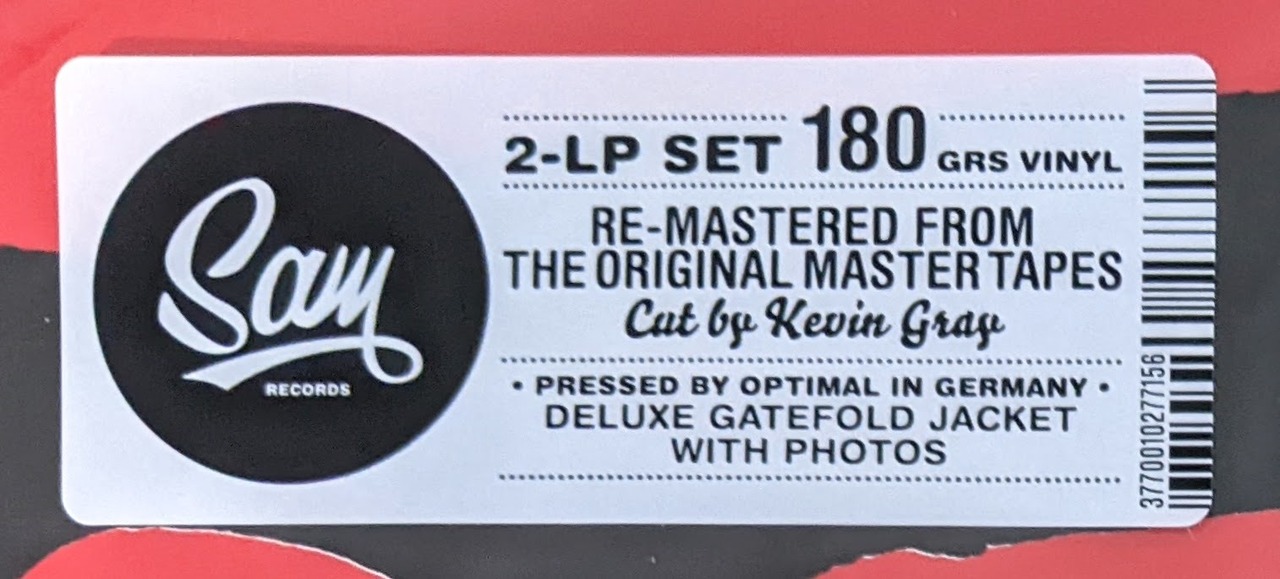 Sam
RECORDS
2-LP SET 180 GRS VINYL
RE-MASTERED FROM
THE ORIGINAL MASTER TAPES
Cut by Kevin Gray
• PRESSED BY OPTIMAL IN GERMANY •
DELUXE GATEFOLD JACKET
WITH PHOTOS
3770010277156